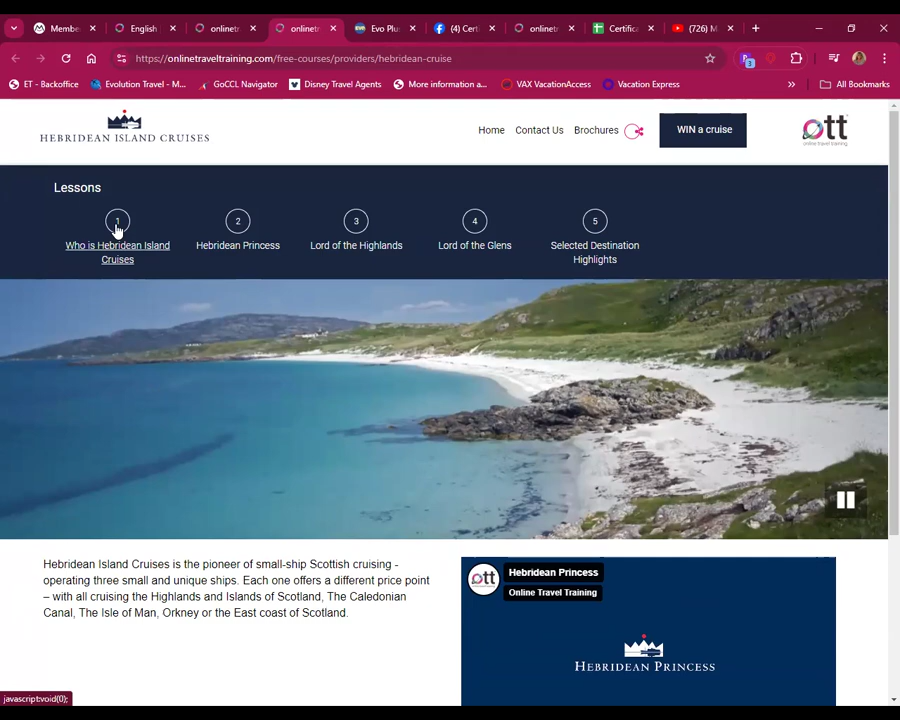 Membe
English
onlinetr
onlinetr
Evo Plus
(4) Certi
onlinetr
Certifica
(726) M
https://onlinetraveltraining.com/free-courses/providers/hebridean-cruise
ET - Backoffice
Evolution Travel - M...
GoCCL Navigator
Disney Travel Agents
More information a...
VAX VacationAccess
Vacation Express
»
All Bookmarks
HEBRIDEAN ISLAND CRUISES
Home
Contact Us
Brochures
WIN a cruise
ott
online travel training
Lessons
1
2
3
4
5
Who is Hebridean Island
Cruises
Hebridean Princess
Lord of the Highlands
Lord of the Glens
Selected Destination
Highlights
Hebridean Island Cruises is the pioneer of small-ship Scottish cruising -
operating three small and unique ships. Each one offers a different price point
– with all cruising the Highlands and Islands of Scotland, The Caledonian
Canal, The Isle of Man, Orkney or the East coast of Scotland.
ott
Hebridean Princess
Online Travel Training
HEBRIDEAN PRINCESS
javascript:void(0);